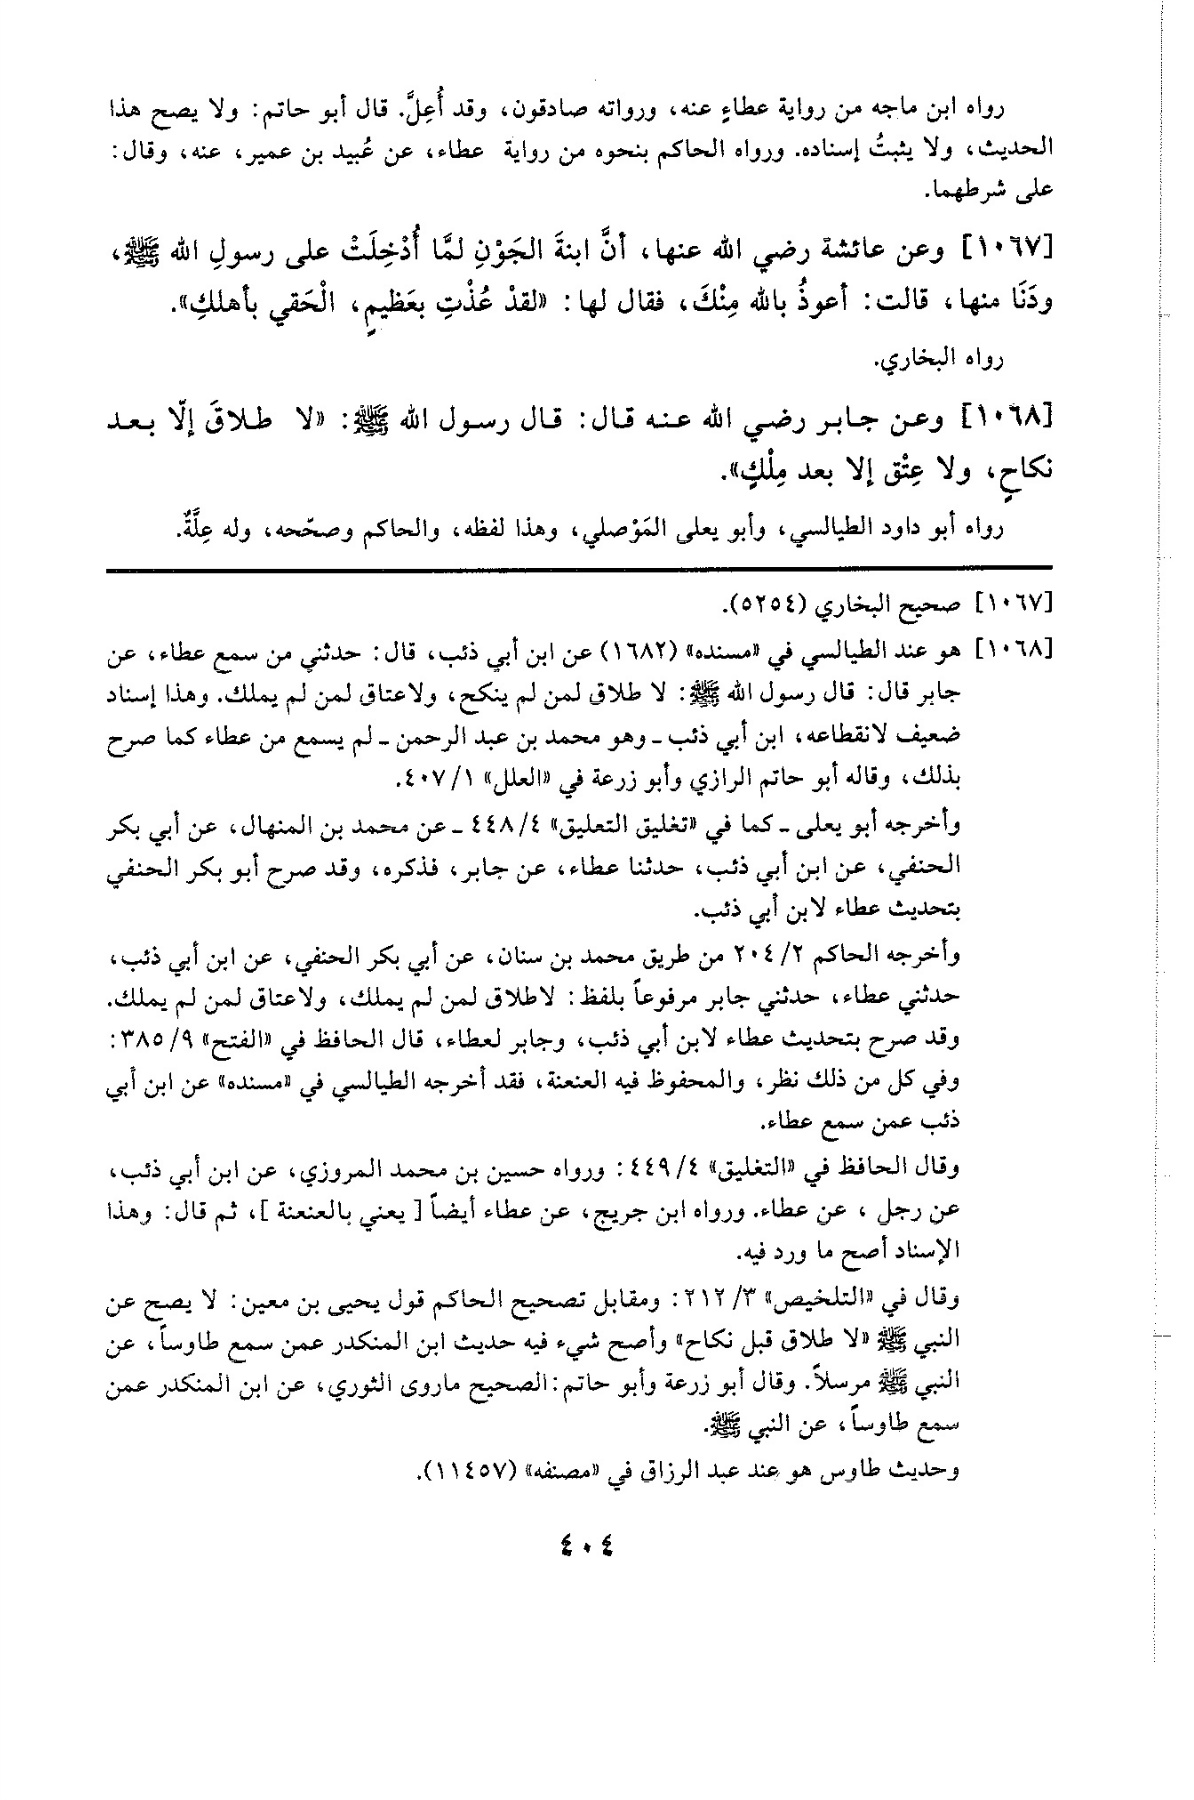 رواه ابن ماجه من رواية عطاءٍ عنه، ورواته صادقون، وقد أُعِلَّ. قال أبو حاتم: ولا يصح هذا
الحديث، ولا يثبتُ إسناده. ورواه الحاكم بنحوه من رواية عطاء، عن عُبيد بن عمير، عنه، وقال:
على شرطهما.
[١٠٦٧] وعن عائشة رضي الله عنها، أنَّ ابنةَ الجَوْنِ لمَّا أُدْخِلَتْ على رسولِ الله ﷺ،
ودَنَا منها، قالت: أعوذُ بالله مِنْكَ، فقال لها: «لقدْ عُذْتِ بعَظيمٍ، الْحَقي بأهلكِ».
رواه البخاري.
[١٠٦٨] وعن جابر رضي الله عنه قال: قال رسول الله ﷺ: «لا طلاقَ إلّا بعد
نكاحٍ، ولا عِتْق إلا بعد مِلْكٍ».
رواه أبو داود الطيالسي، وأبو يعلى المَوْصلي، وهذا لفظه، والحاكم وصحّحه، وله عِلَّةٌ.
[١٠٦٧] صحيح البخاري (٥٢٥٤).
[١٠٦٨] هو عند الطيالسي في «مسنده» (١٦٨٢) عن ابن أبي ذئب، قال: حدثني من سمع عطاء، عن
جابر قال: قال رسول الله ﷺ: لا طلاق لمن لم ينكح، ولاعتاق لمن لم يملك. وهذا إسناد
ضعيف لانقطاعه، ابن أبي ذئب ـ وهو محمد بن عبد الرحمن ـ لم يسمع من عطاء كما صرح
بذلك، وقاله أبو حاتم الرازي وأبو زرعة في «العلل» ١/ ٤٠٧.
وأخرجه أبو يعلى ـ كما في «تغليق التعليق» ٤/ ٤٤٨ ـ عن محمد بن المنهال، عن أبي بكر
الحنفي، عن ابن أبي ذئب، حدثنا عطاء، عن جابر، فذكره، وقد صرح أبو بكر الحنفي
بتحديث عطاء لابن أبي ذئب.
وأخرجه الحاكم ٢/ ٢٠٤ من طريق محمد بن سنان، عن أبي بكر الحنفي، عن ابن أبي ذئب،
حدثني عطاء، حدثني جابر مرفوعاً بلفظ: لاطلاق لمن لم يملك، ولاعتاق لمن لم يملك.
وقد صرح بتحديث عطاء لابن أبي ذئب، وجابر لعطاء، قال الحافظ في «الفتح» ٩/ ٣٨٥:
وفي كل من ذلك نظر، والمحفوظ فيه العنعنة، فقد أخرجه الطيالسي في «مسنده» عن ابن أبي
ذئب عمن سمع عطاء.
وقال الحافظ في «التغليق» ٤/ ٤٤٩: ورواه حسين بن محمد المروزي، عن ابن أبي ذئب،
عن رجل ، عن عطاء. ورواه ابن جريج، عن عطاء أيضاً [ يعني بالعنعنة ]، ثم قال: وهذا
الإسناد أصح ما ورد فيه.
وقال في «التلخيص» ٣/ ٢١٢: ومقابل تصحيح الحاكم قول يحيى بن معين: لا يصح عن
النبي ﷺ «لا طلاق قبل نكاح» وأصح شيء فيه حديث ابن المنكدر عمن سمع طاوساً، عن
النبي ﷺ مرسلاً. وقال أبو زرعة وأبو حاتم: الصحيح ماروى الثوري، عن ابن المنكدر عمن
سمع طاوساً، عن النبي ﷺ.
وحديث طاوس هو عند عبد الرزاق في «مصنفه» (١١٤٥٧).
٤٠٤